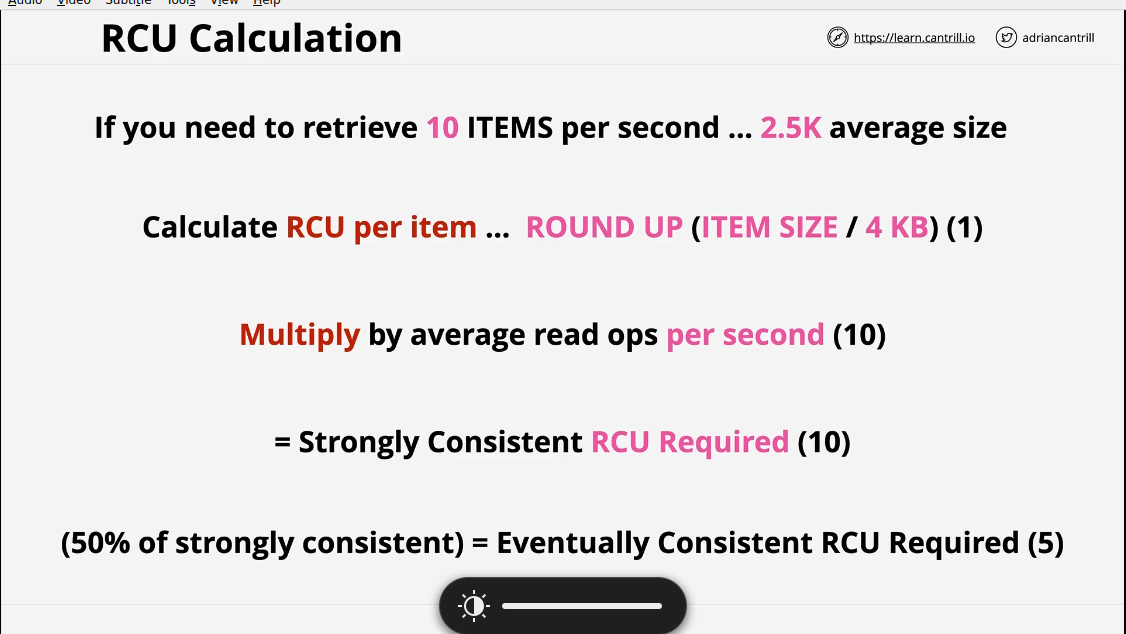 Audio Video Subtitle Tools View Help
RCU Calculation
https://learn.cantrill.io
adriancantrill
If you need to retrieve 10 ITEMS per second ... 2.5K average size
Calculate RCU per item ... ROUND UP (ITEM SIZE / 4 KB) (1)
Multiply by average read ops per second (10)
= Strongly Consistent RCU Required (10)
(50% of strongly consistent) = Eventually Consistent RCU Required (5)